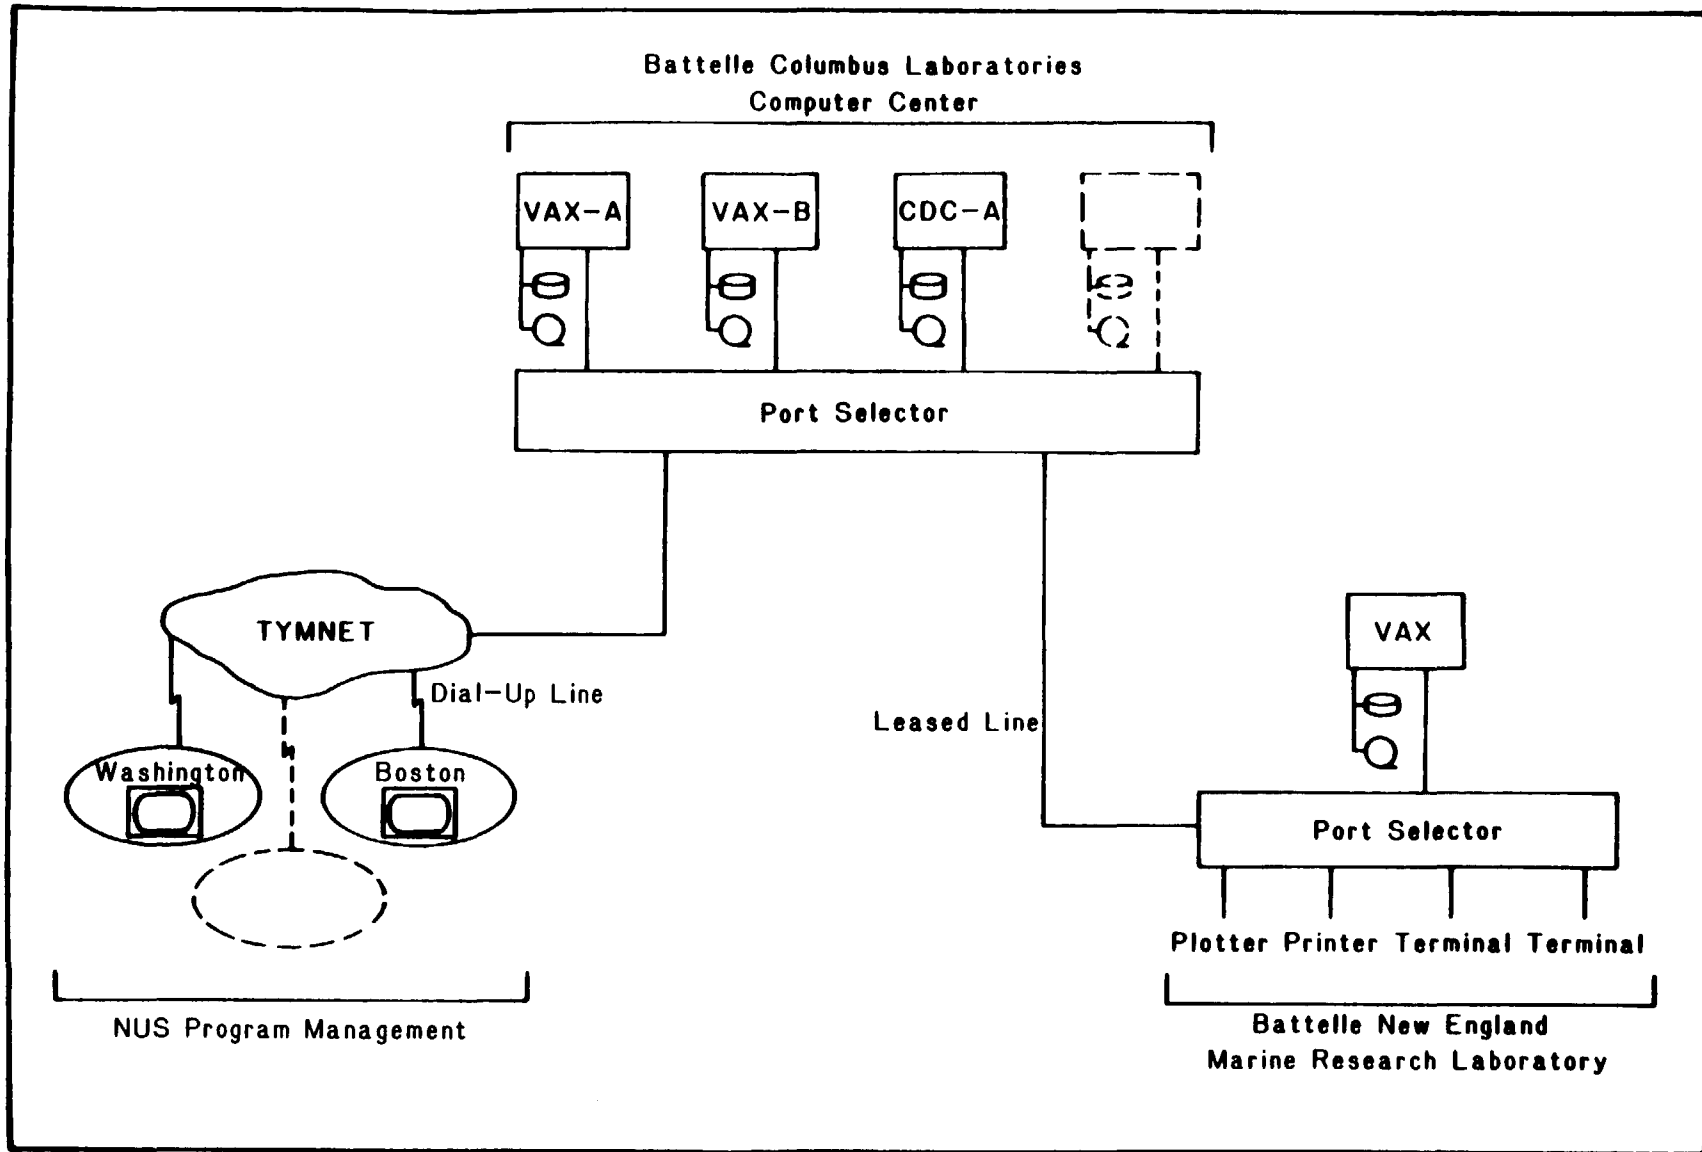 Battelle Columbus Laboratories
Computer Center
VAX-A
VAX-B
CDC-A
Port Selector
TYMNET
Dial-Up Line
Leased Line
VAX
Washington
Boston
Port Selector
Plotter Printer Terminal Terminal
NUS Program Management
Battelle New England
Marine Research Laboratory